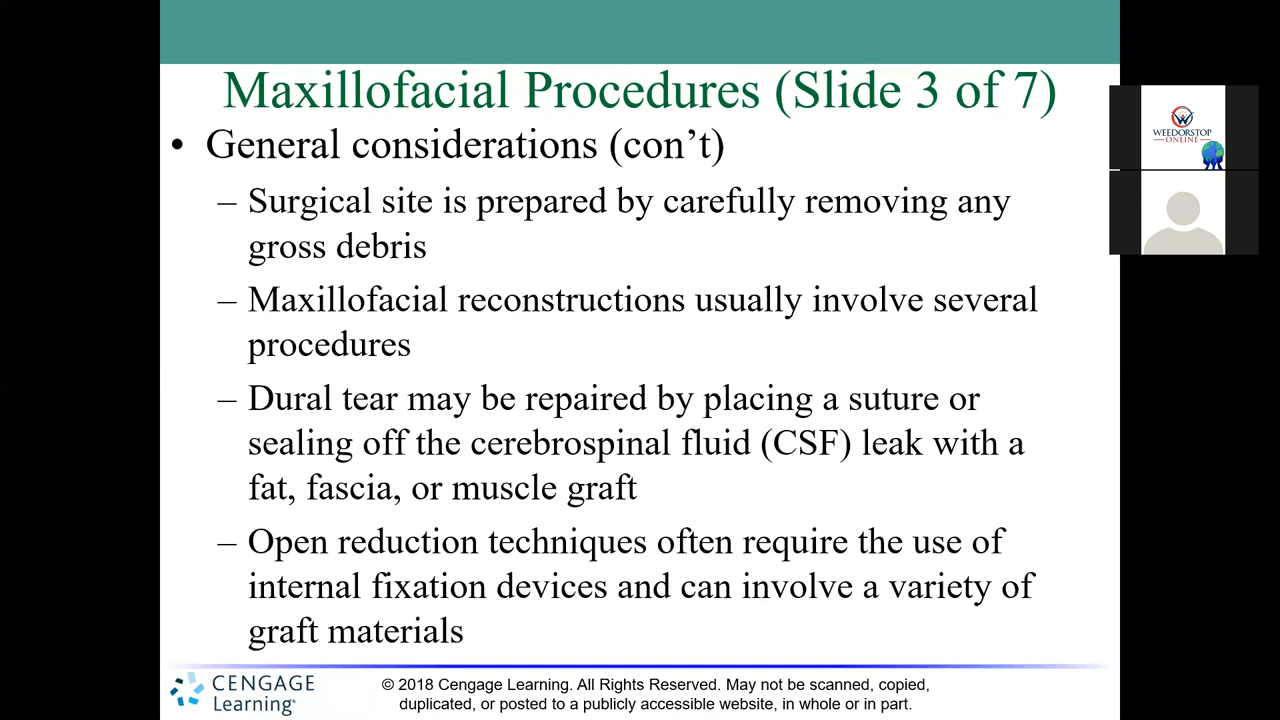 Maxillofacial Procedures (Slide 3 of 7)
• General considerations (con’t)
– Surgical site is prepared by carefully removing any
gross debris
– Maxillofacial reconstructions usually involve several
procedures
– Dural tear may be repaired by placing a suture or
sealing off the cerebrospinal fluid (CSF) leak with a
fat, fascia, or muscle graft
– Open reduction techniques often require the use of
internal fixation devices and can involve a variety of
graft materials
WEEDORSTOP
ONLINE
CENGAGE
Learning®
© 2018 Cengage Learning. All Rights Reserved. May not be scanned, copied,
duplicated, or posted to a publicly accessible website, in whole or in part.